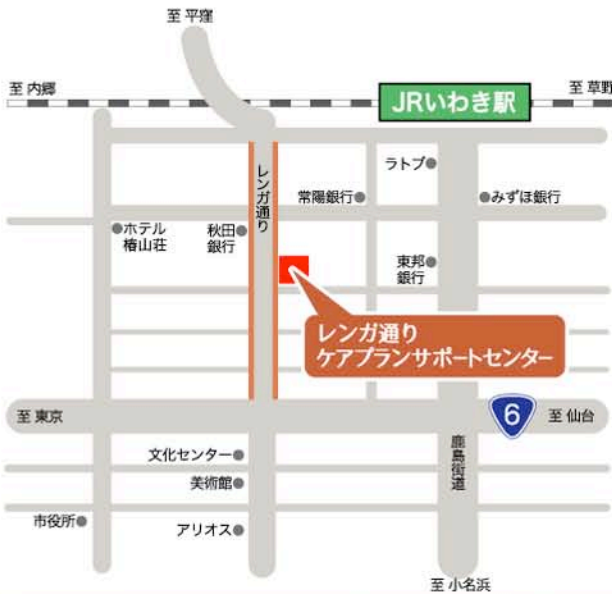 至 平窪
至 内郷
至 草野
JRいわき駅
レンガ通り
ラトブ
常陽銀行
みずほ銀行
ホテル
椿山荘
秋田
銀行
東邦
銀行
レンガ通り
ケアプランサポートセンター
至 東京
6
至 仙台
鹿島街道
文化センター
美術館
市役所
アリオス
至 小名浜